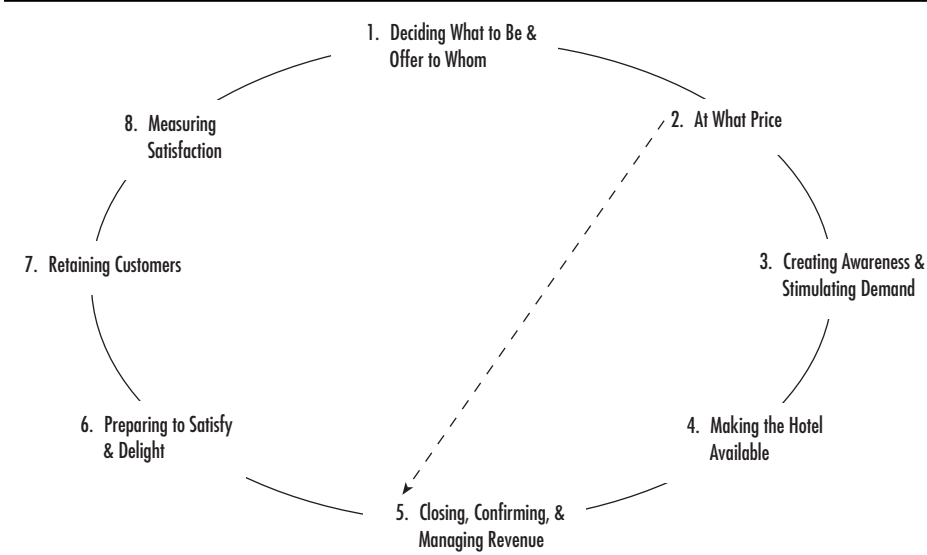 1. Deciding What to Be &
Offer to Whom
2. At What Price
3. Creating Awareness &
Stimulating Demand
4. Making the Hotel
Available
5. Closing, Confirming, &
Managing Revenue
6. Preparing to Satisfy
& Delight
7. Retaining Customers
8. Measuring
Satisfaction